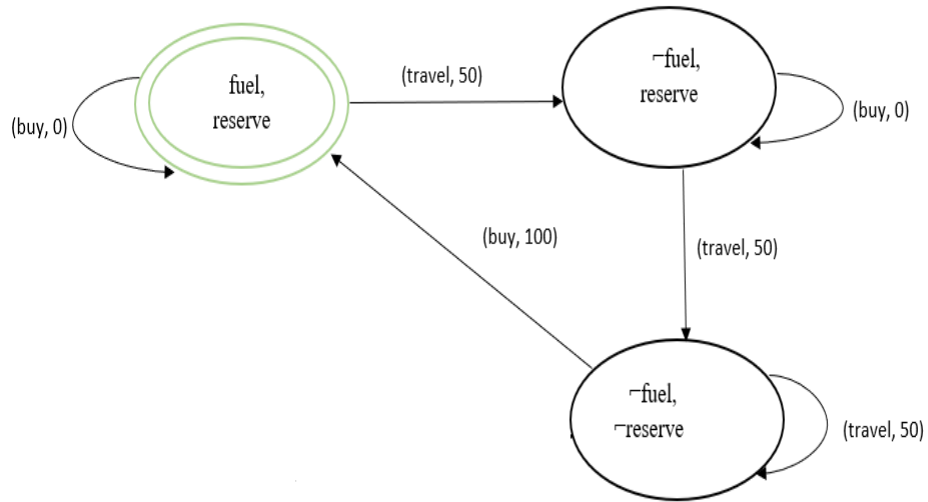 fuel,
reserve
(travel, 50)
¬fuel,
reserve
(buy, 0)
(buy, 0)
(buy, 100)
(travel, 50)
¬fuel,
¬reserve
(travel, 50)